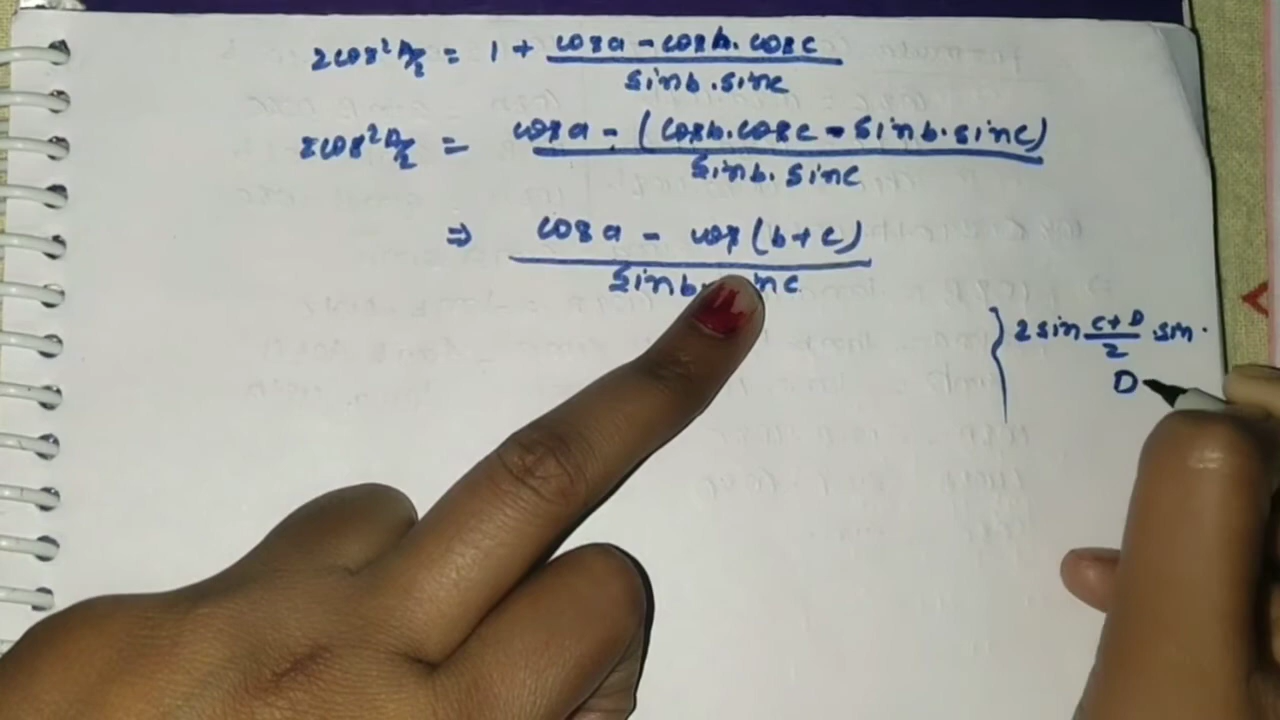 2cos²A/2 = 1 + cos a - cos b. cos c / sin b . sin c
2cos²A/2 = cos a - (cos b. cos c - sin b. sin c) / sin b. sin c
⇒ cos a - cos (b+c) / sin b. nc
{ 2 sin C+D / 2 sin .
D